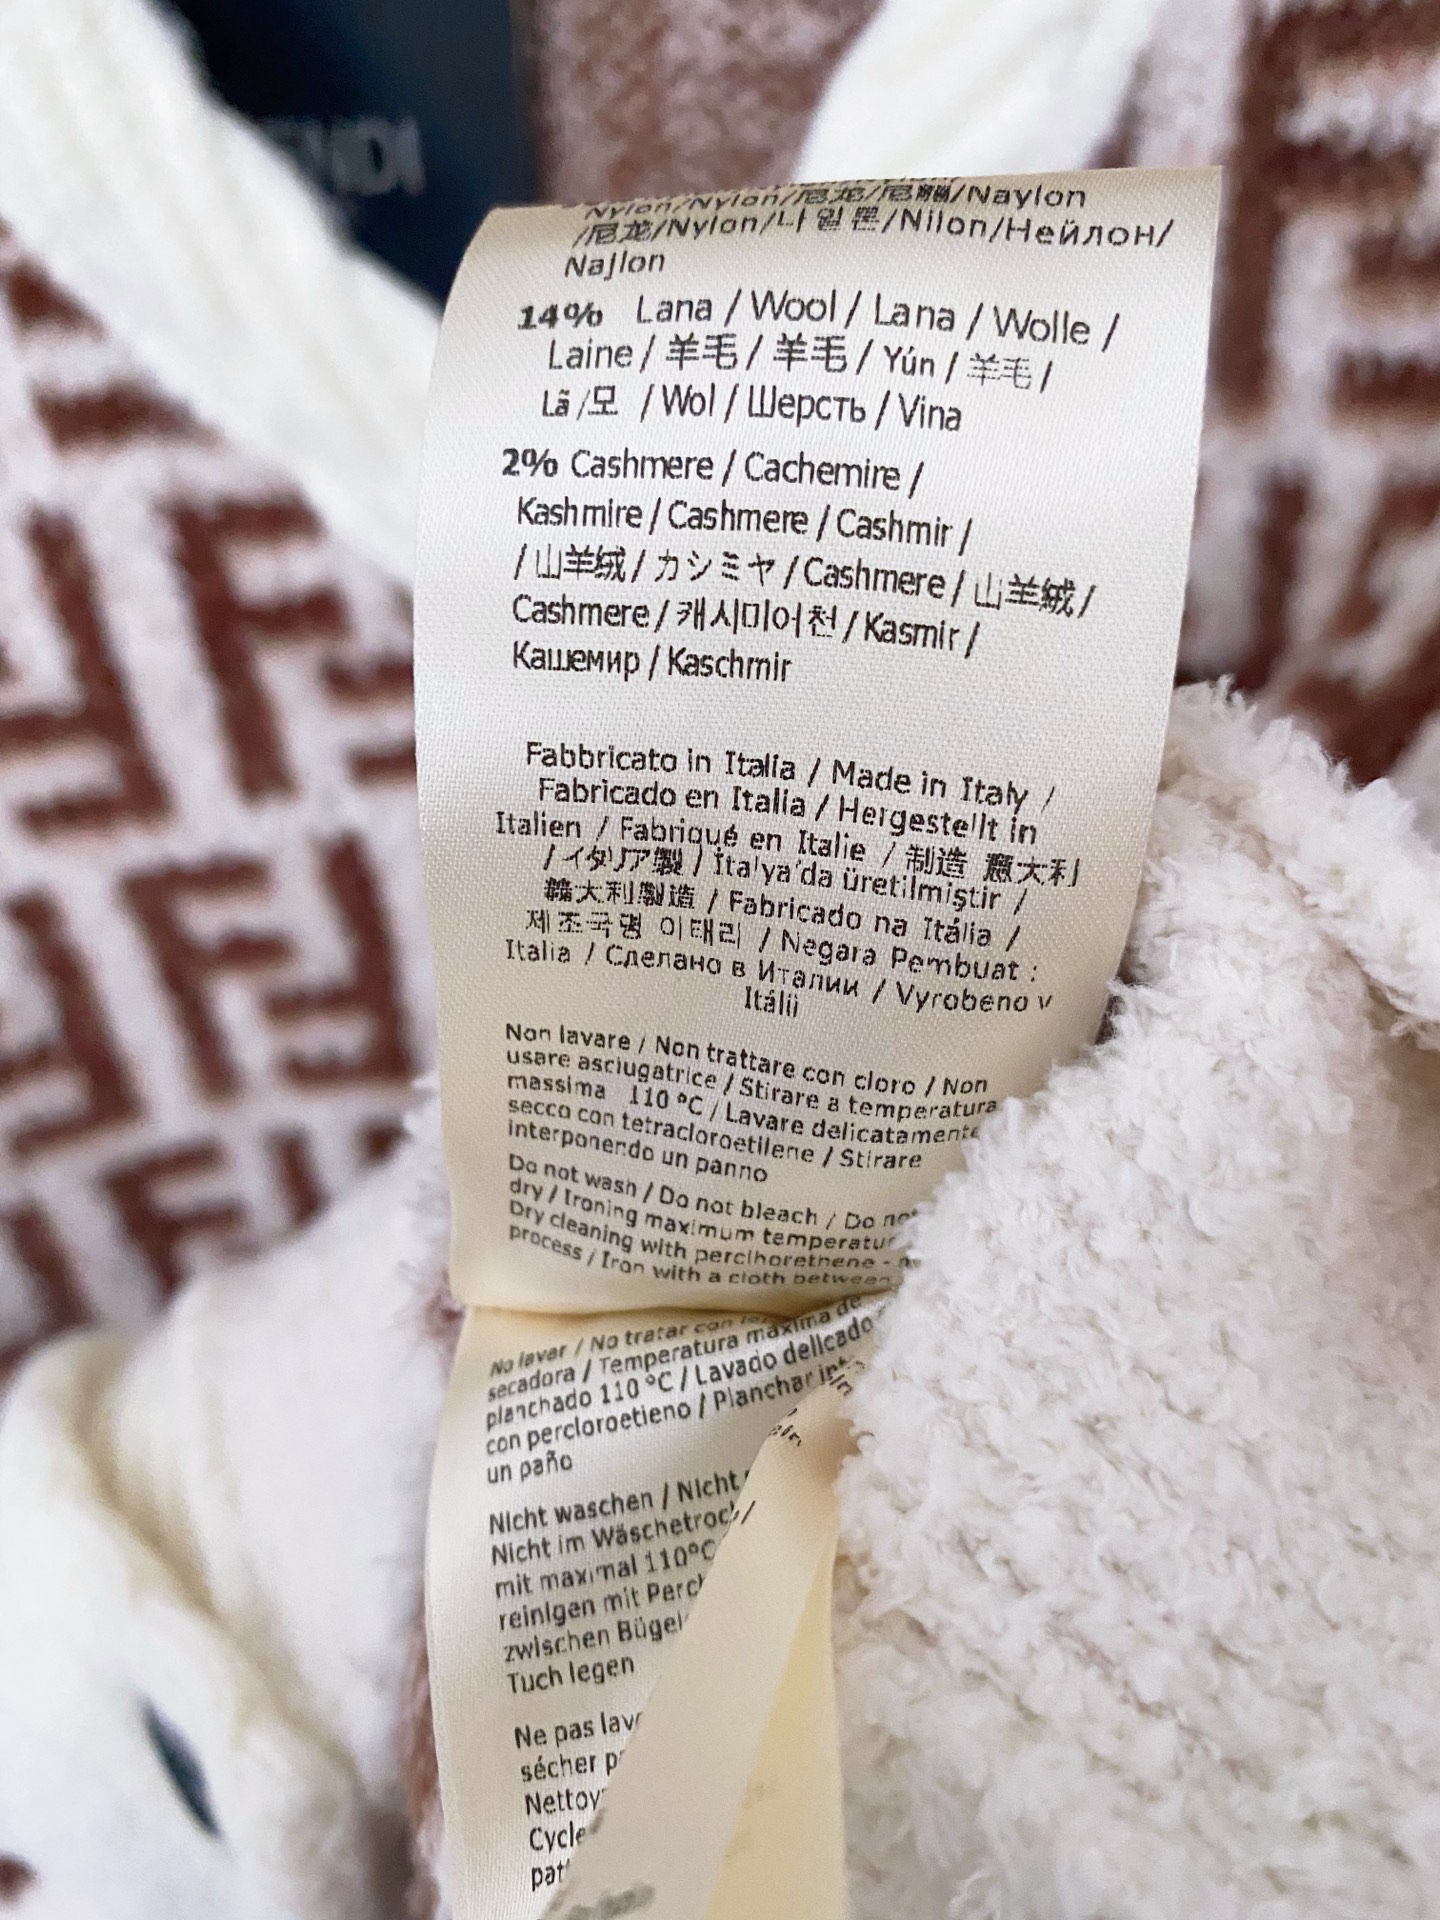 ENDI
Nylon/Nylon/尼龙/尼龍/Naylon
/尼龙/Nylon/나일론/Nilon/Нейлон/
Najlon
14% Lana / Wool / Lana / Wolle /
Laine / 羊毛 / 羊毛 / Yún / 羊毛 /
Lã /모 / Wol / Шерсть / Vlna
2% Cashmere / Cachemire /
Kashmire / Cashmere / Cashmir /
/ 山羊绒 / カシミヤ / Cashmere / 山羊絨 /
Cashmere / 캐시미어천 / Kasmir /
Кашемир / Kaschmir
Fabbricato in Italia / Made in Italy /
Fabricado en Italia / Hergestellt in
Italien / Fabriqué en Italie / 制造 意大利
/ イタリア製 / İtalya'da üretilmiştir /
義大利製造 / Fabricado na Itália /
제조국명 이태리 / Negara Pembuat :
Italia / Сделано в Италии / Vyrobeno v
Itálii
Non lavare / Non trattare con cloro / Non
usare asciugatrice / Stirare a temperatura
massima 110 °C / Lavare delicatamente
secco con tetracloroetilene / Stirare
interponendo un panno
Do not wash / Do not bleach / Do not
dry / Ironing maximum temperatur
Dry cleaning with perclhorethene -
process / Iron with a cloth between
No lavar / No tratar con
secadora / Temperatura máxima de
planchado 110 °C / Lavado delicado
con percloroetieno / Planchar
un paño
Nicht waschen / Nicht
Nicht im Wäschetroc
mit maximal 110°C
reinigen mit Perc
zwischen Bügel
Tuch legen
Ne pas lav
sécher p
Nettoy
Cycle
pat